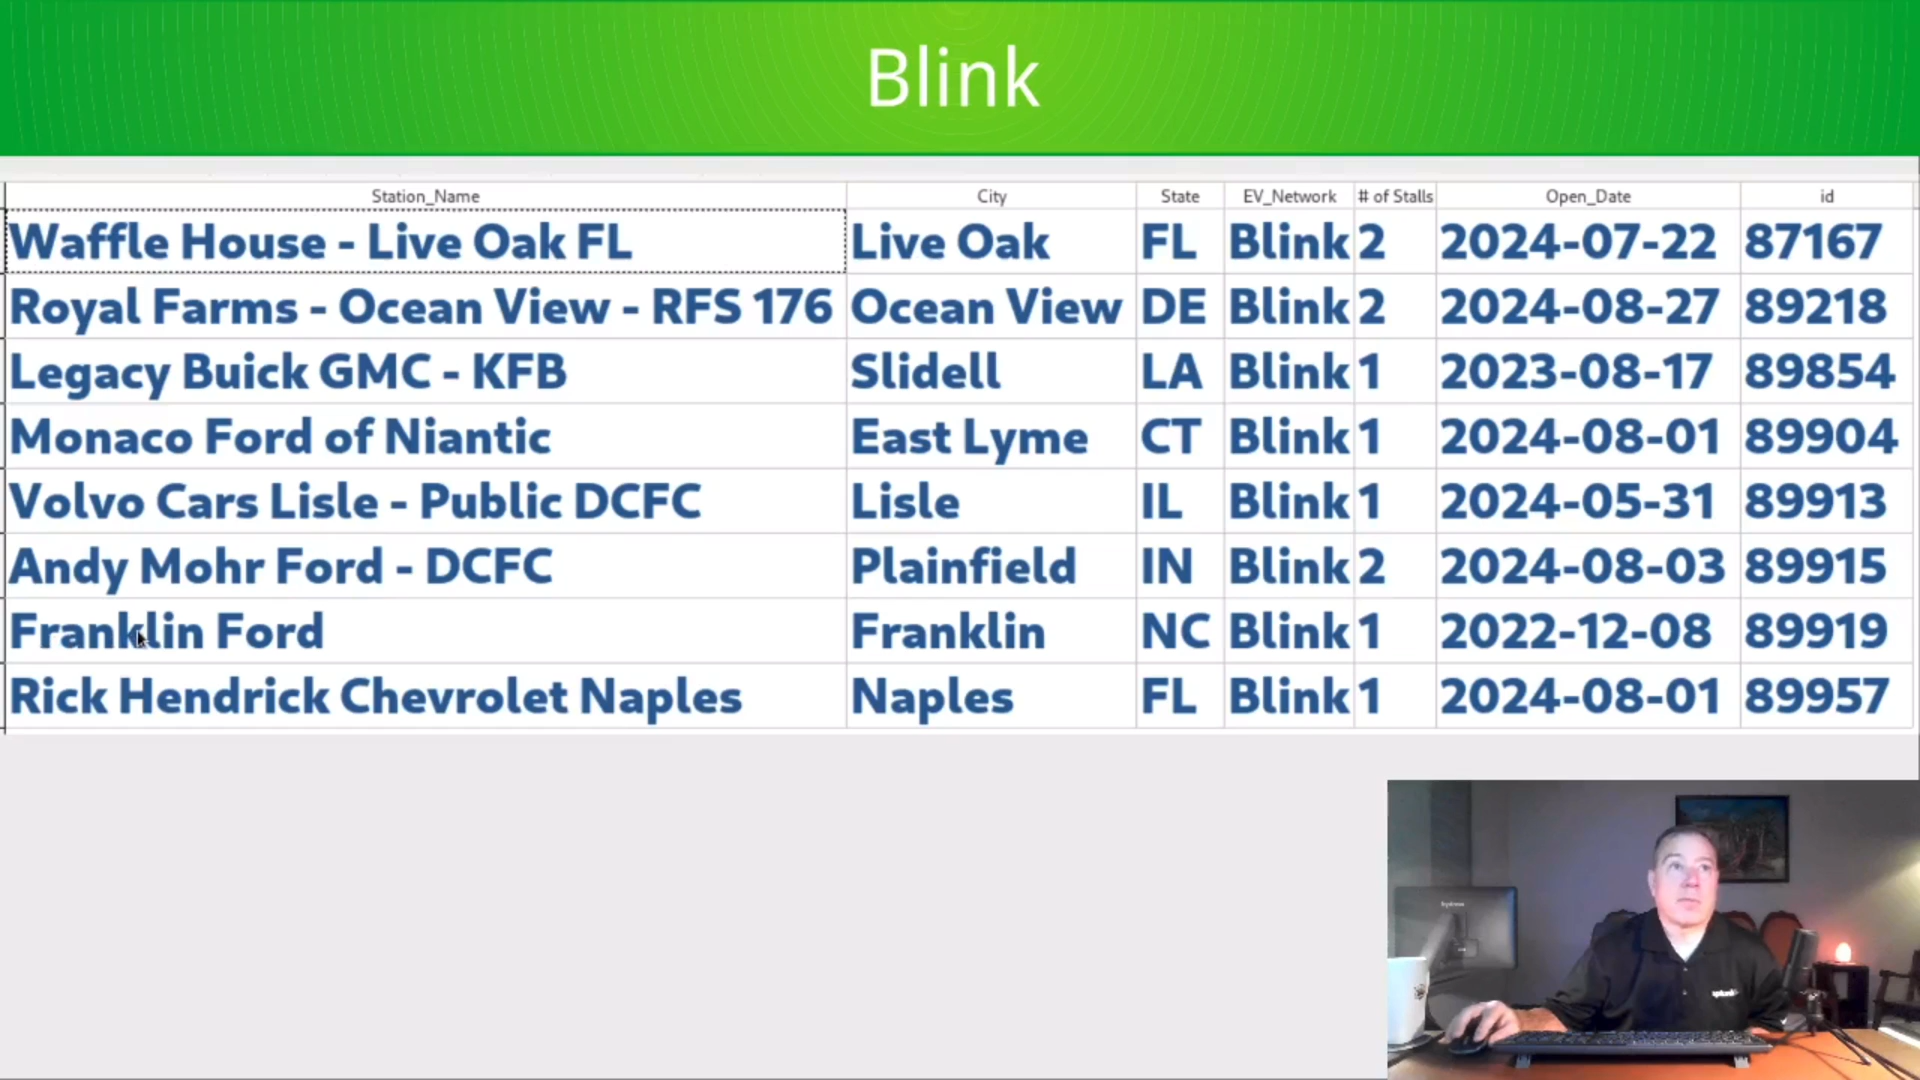 Blink
Station_Name City State EV_Network # of Stalls Open_Date id
Waffle House - Live Oak FL Live Oak FL Blink 2 2024-07-22 87167
Royal Farms - Ocean View - RFS 176 Ocean View DE Blink 2 2024-08-27 89218
Legacy Buick GMC - KFB Slidell LA Blink 1 2023-08-17 89854
Monaco Ford of Niantic East Lyme CT Blink 1 2024-08-01 89904
Volvo Cars Lisle - Public DCFC Lisle IL Blink 1 2024-05-31 89913
Andy Mohr Ford - DCFC Plainfield IN Blink 2 2024-08-03 89915
Franklin Ford Franklin NC Blink 1 2022-12-08 89919
Rick Hendrick Chevrolet Naples Naples FL Blink 1 2024-08-01 89957